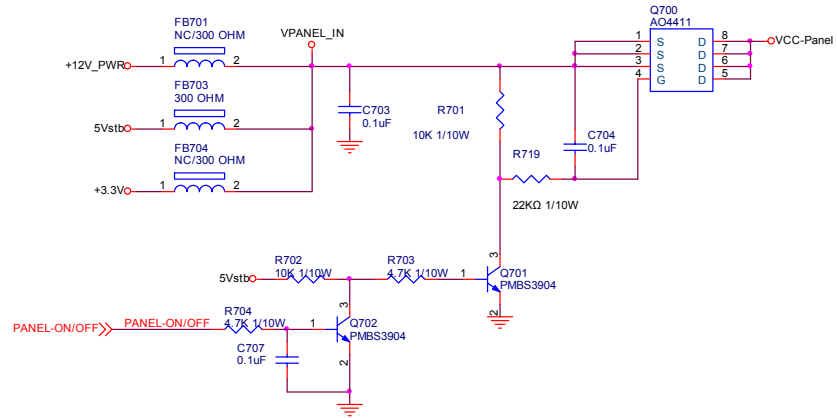 FB701
NC/300 OHM
+12V_PWR
1
2
VPANEL_IN
FB703
300 OHM
5Vstb
1
2
FB704
NC/300 OHM
+3.3V
1
2
C703
0.1uF
R701
10K 1/10W
R719
22KΩ 1/10W
C704
0.1uF
Q700
AO4411
1 S D 8
2 S D 7
3 S D 6
4 G D 5
VCC-Panel
5Vstb
R702
10K 1/10W
R703
4.7K 1/10W
1
3
Q701
PMBS3904
2
PANEL-ON/OFF
PANEL-ON/OFF
R704
4.7K 1/10W
1
3
Q702
PMBS3904
2
C707
0.1uF